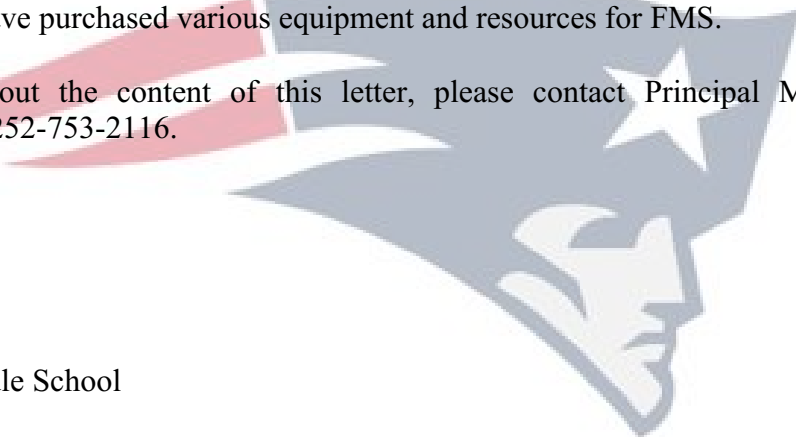 ve purchased various equipment and resources for FMS.
out the content of this letter, please contact Principal M
252-753-2116.
le School